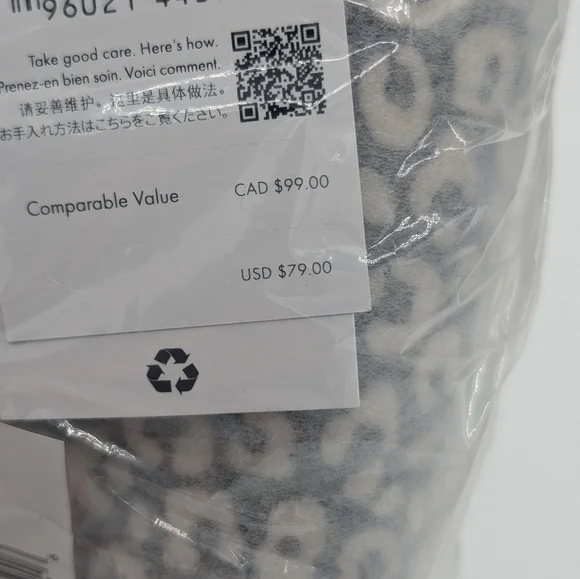 96021
Take good care. Here's how.
Prenez-en bien soin. Voici comment.
请妥善维护。这里是具体做法。
お手入れ方法はこちらをご覧ください。
Comparable Value
CAD $99.00
USD $79.00